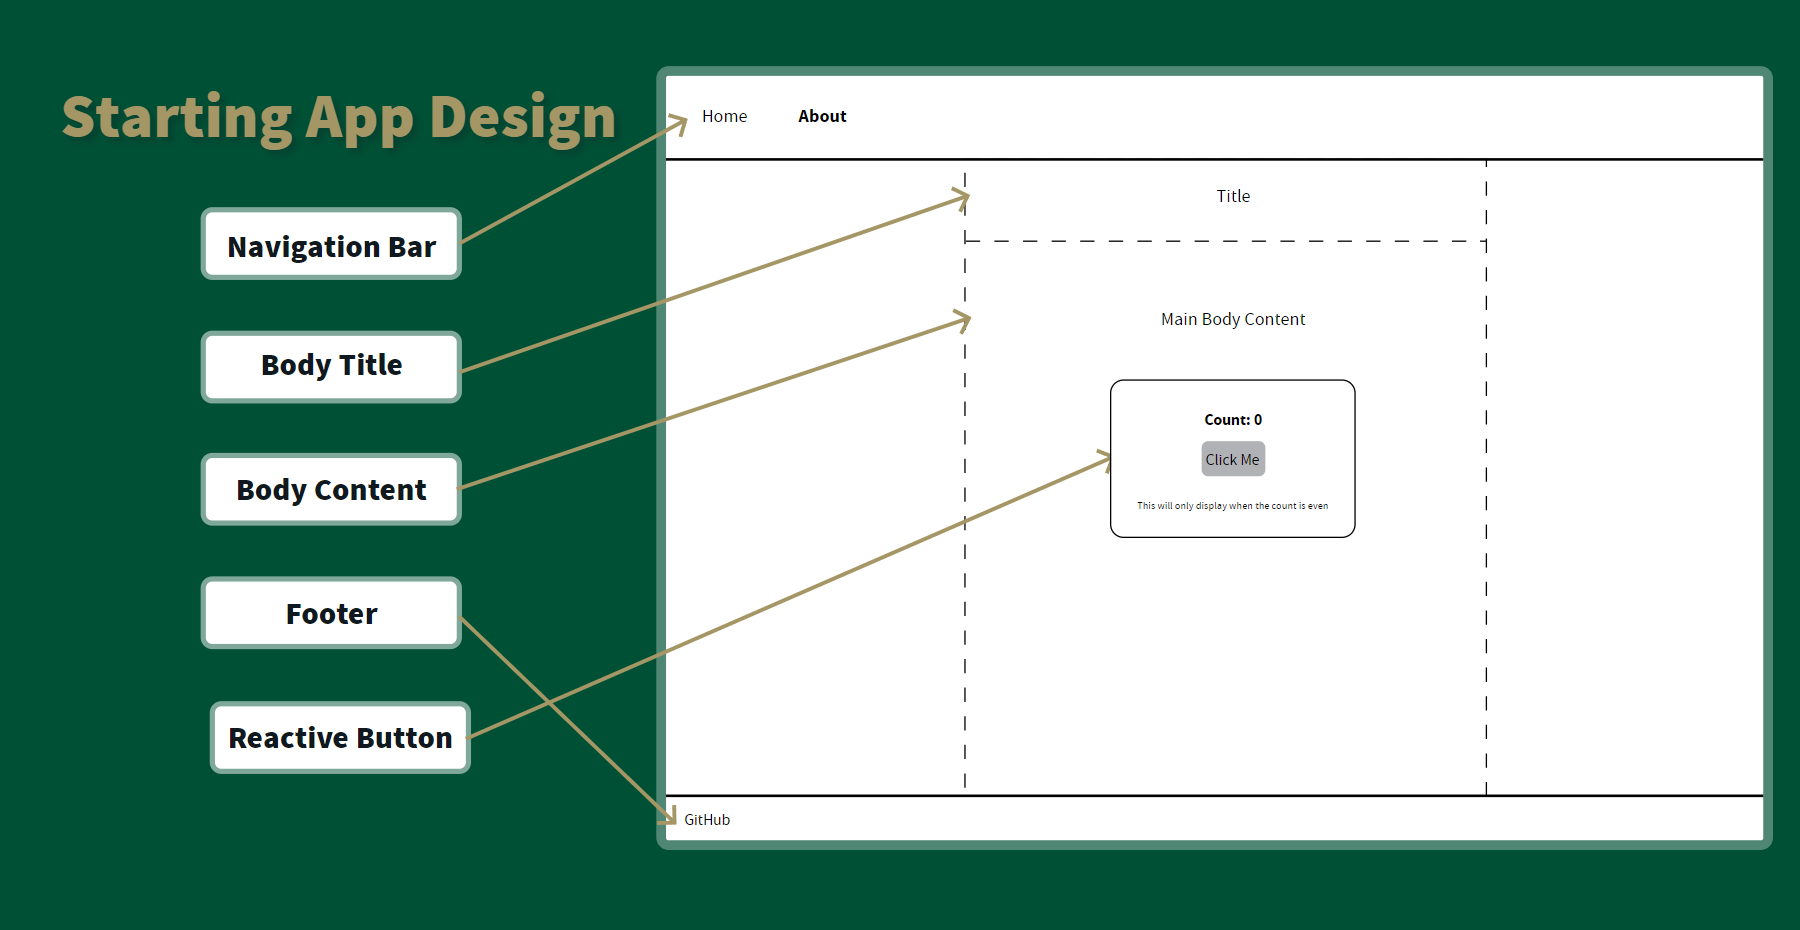 Starting App Design
Navigation Bar
Body Title
Body Content
Footer
Reactive Button
Home About
Title
Main Body Content
Count: 0
Click Me
This will only display when the count is even
GitHub